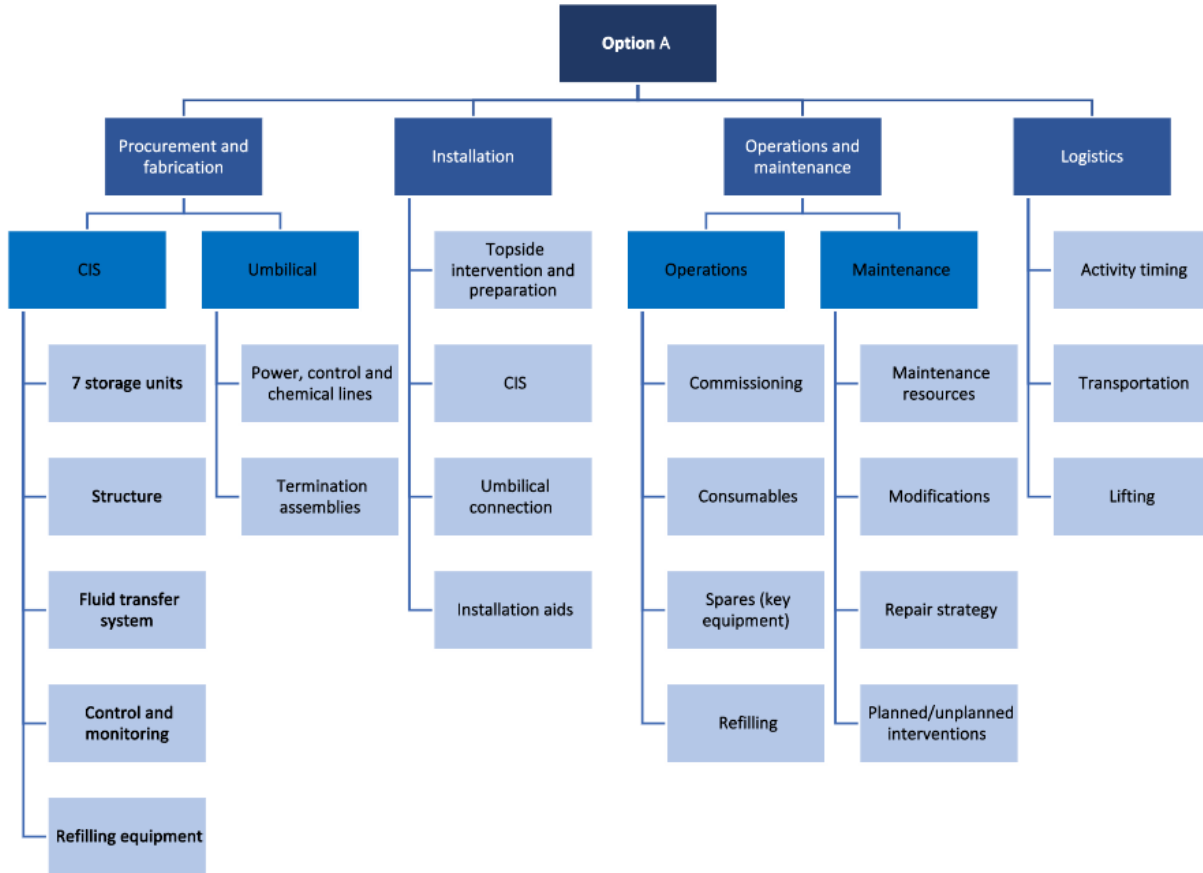 Option A
Procurement and
fabrication
Installation
Operations and
maintenance
Logistics
CIS
Umbilical
Topside
intervention and
preparation
Operations
Maintenance
Activity timing
7 storage units
Power, control and
chemical lines
CIS
Commissioning
Maintenance
resources
Transportation
Structure
Termination
assemblies
Umbilical
connection
Consumables
Modifications
Lifting
Fluid transfer
system
Installation aids
Spares (key
equipment)
Repair strategy
Control and
monitoring
Refilling
Planned/unplanned
interventions
Refilling equipment